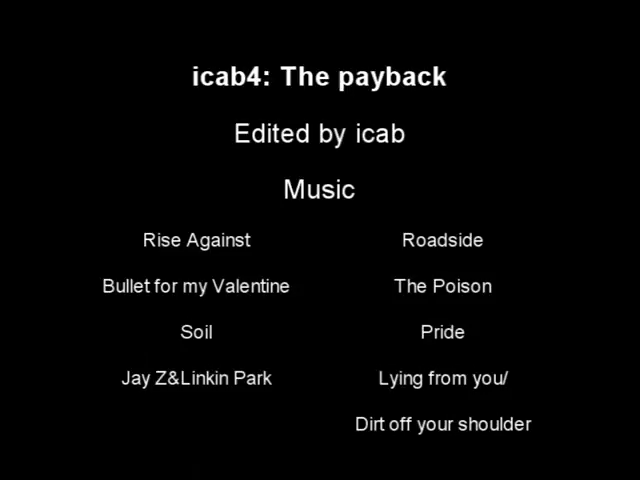 icab4: The payback
Edited by icab
Music
Rise Against Roadside
Bullet for my Valentine The Poison
Soil Pride
Jay Z&Linkin Park Lying from you/
Dirt off your shoulder